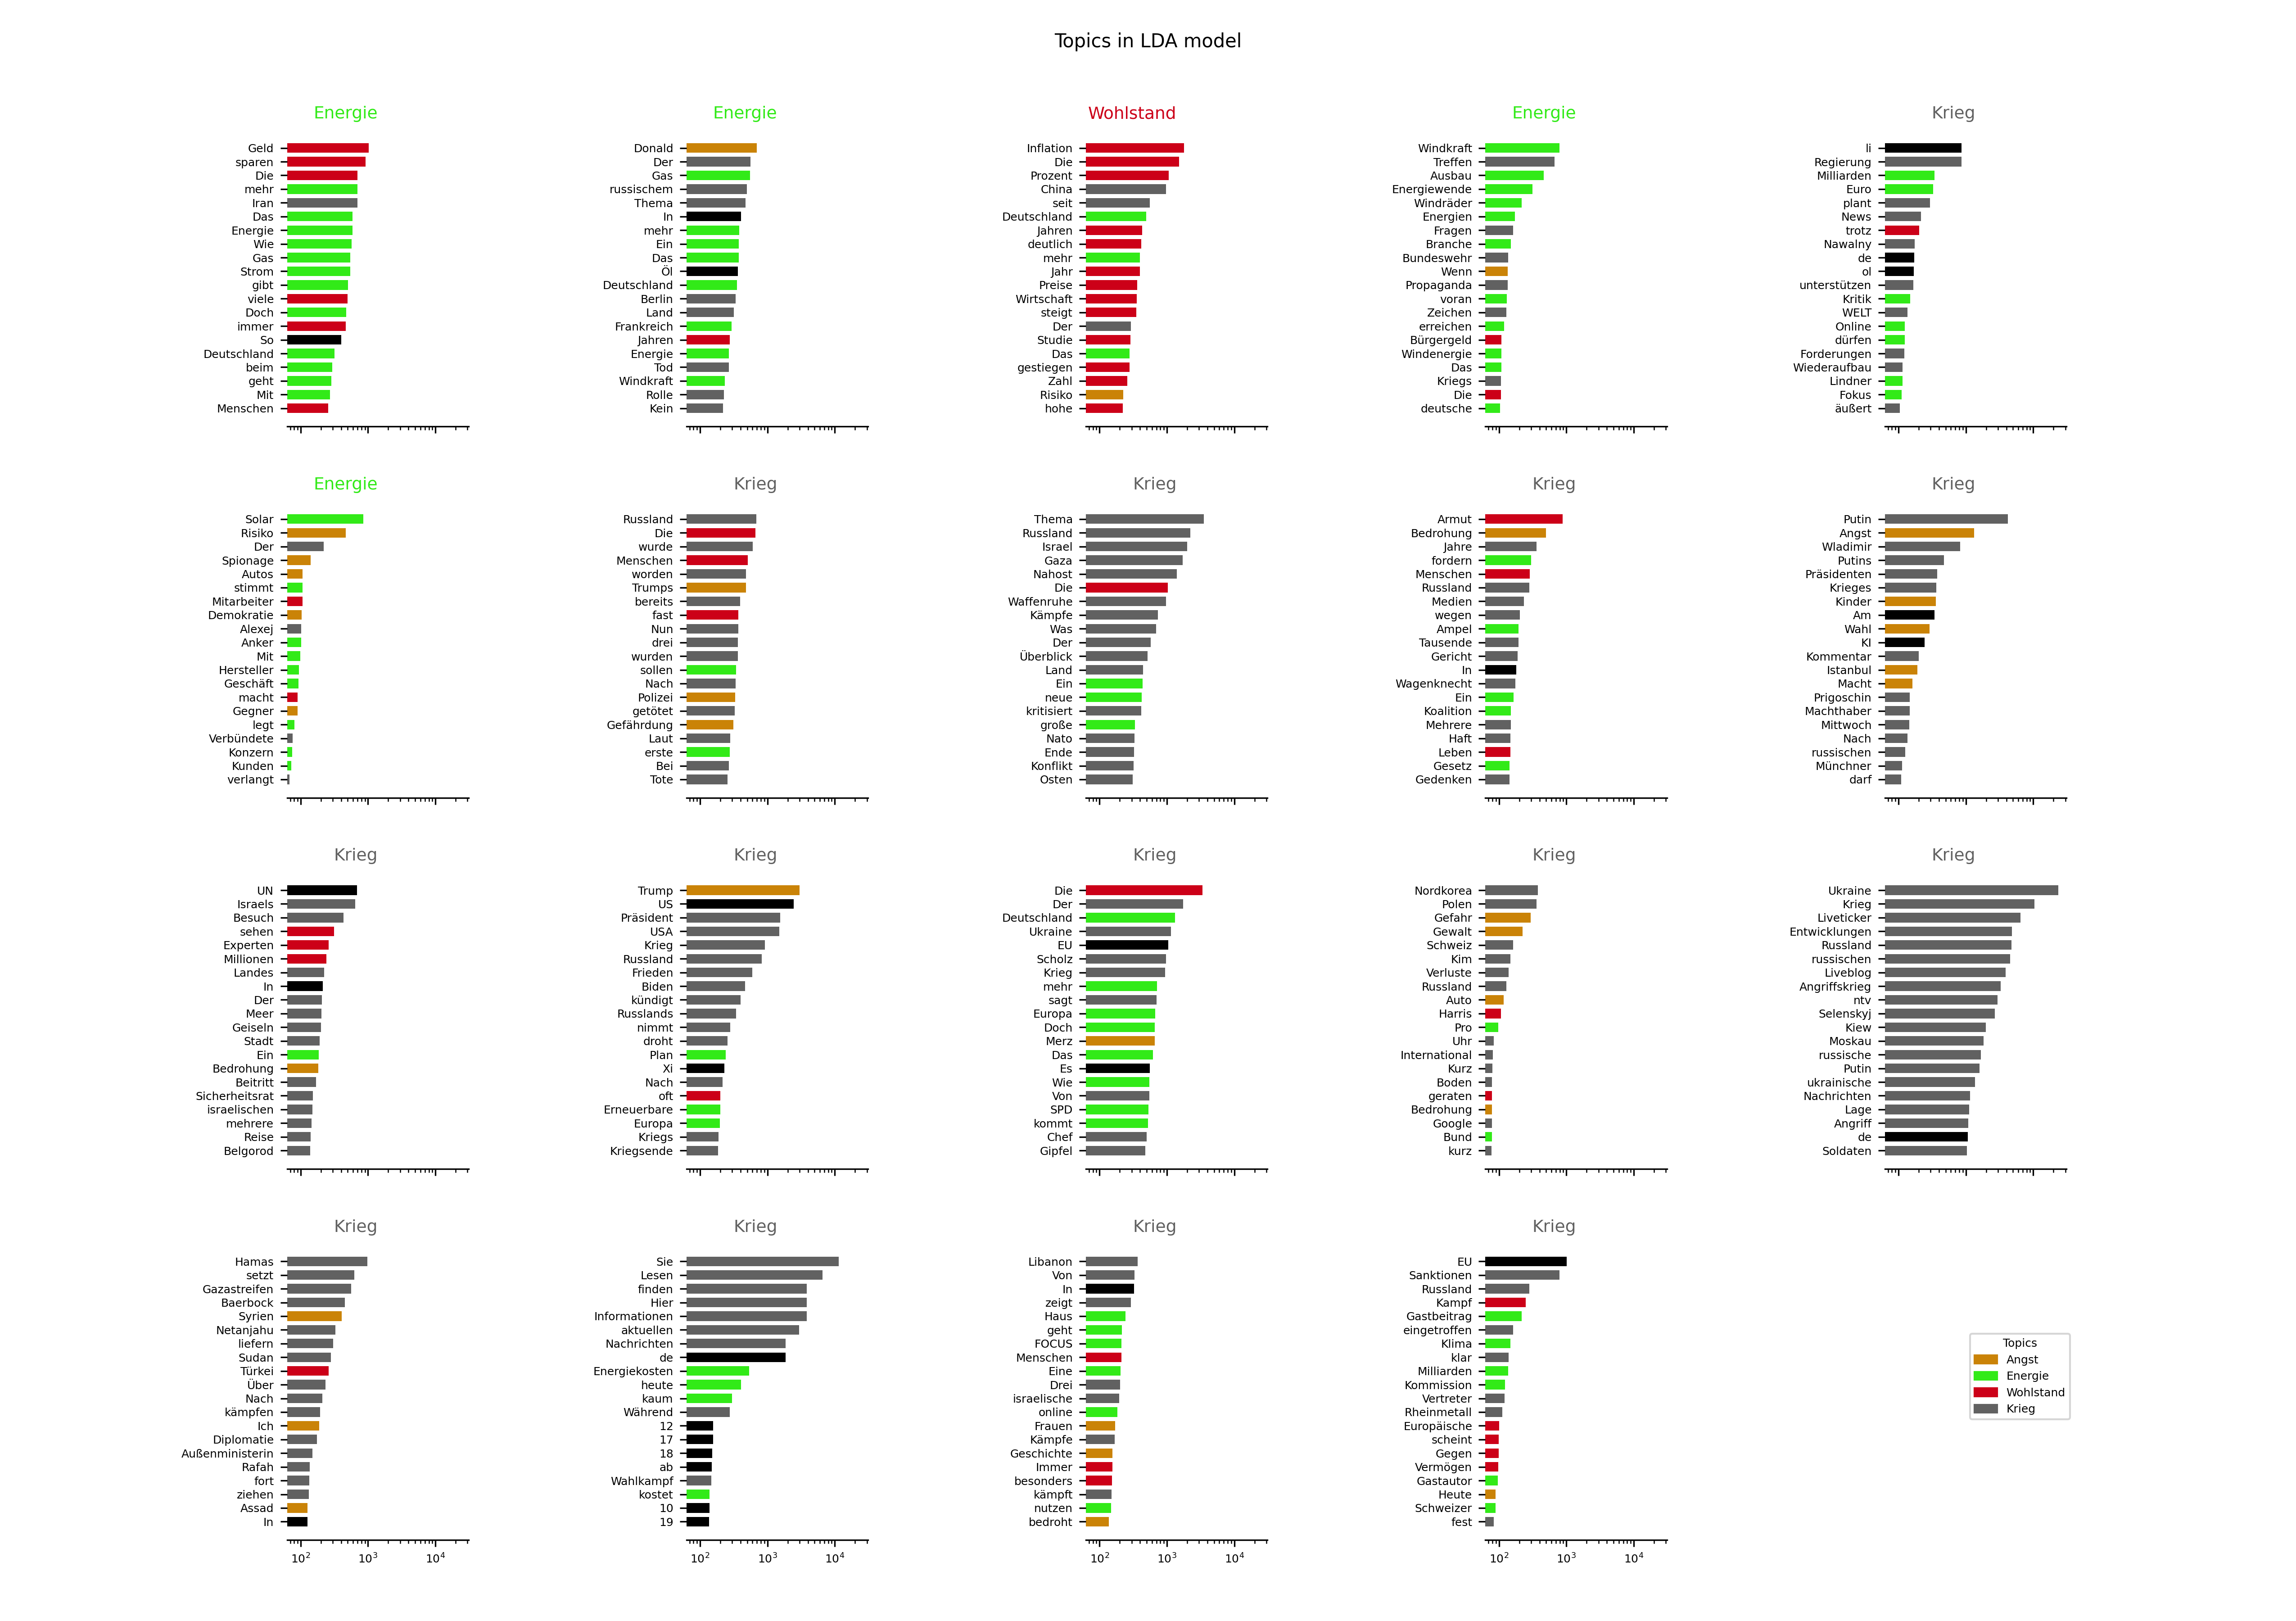 Topics in LDA model
Energie
Geld
sparen
Die
mehr
Iran
Das
Energie
Wie
Gas
Strom
gibt
viele
Doch
immer
So
Deutschland
beim
geht
Mit
Menschen
Energie
Donald
Der
Gas
russischem
Thema
In
mehr
Ein
Das
Öl
Deutschland
Berlin
Land
Frankreich
Jahren
Energie
Tod
Windkraft
Rolle
Kein
Wohlstand
Inflation
Die
Prozent
China
seit
Deutschland
Jahren
deutlich
mehr
Jahr
Preise
Wirtschaft
steigt
Der
Studie
Das
gestiegen
Zahl
Risiko
hohe
Energie
Windkraft
Treffen
Ausbau
Energiewende
Windräder
Energien
Fragen
Branche
Bundeswehr
Wenn
Propaganda
voran
Zeichen
erreichen
Bürgergeld
Windenergie
Das
Kriegs
Die
deutsche
Krieg
li
Regierung
Milliarden
Euro
plant
News
trotz
Nawalny
de
ol
unterstützen
Kritik
WELT
Online
dürfen
Forderungen
Wiederaufbau
Lindner
Fokus
äußert
Energie
Solar
Risiko
Der
Spionage
Autos
stimmt
Mitarbeiter
Demokratie
Alexej
Anker
Mit
Hersteller
Geschäft
macht
Gegner
legt
Verbündete
Konzern
Kunden
verlangt
Krieg
Russland
Die
wurde
Menschen
worden
Trumps
bereits
fast
Nun
drei
wurden
sollen
Nach
Polizei
getötet
Gefährdung
Laut
erste
Bei
Tote
Krieg
Thema
Russland
Israel
Gaza
Nahost
Die
Waffenruhe
Kämpfe
Was
Der
Überblick
Land
Ein
neue
kritisiert
große
Nato
Ende
Konflikt
Osten
Krieg
Armut
Bedrohung
Jahre
fordern
Menschen
Russland
Medien
wegen
Ampel
Tausende
Gericht
In
Wagenknecht
Ein
Koalition
Mehrere
Haft
Leben
Gesetz
Gedenken
Krieg
Putin
Angst
Wladimir
Putins
Präsidenten
Krieges
Kinder
Am
Wahl
KI
Kommentar
Istanbul
Macht
Prigoschin
Machthaber
Mittwoch
Nach
russischen
Münchner
darf
Krieg
UN
Israels
Besuch
sehen
Experten
Millionen
Landes
In
Der
Meer
Geiseln
Stadt
Ein
Bedrohung
Beitritt
Sicherheitsrat
israelischen
mehrere
Reise
Belgorod
Krieg
Trump
US
Präsident
USA
Krieg
Russland
Frieden
Biden
kündigt
Russlands
nimmt
droht
Plan
Xi
Nach
oft
Erneuerbare
Europa
Kriegs
Kriegsende
Krieg
Die
Der
Deutschland
Ukraine
EU
Scholz
Krieg
mehr
sagt
Europa
Doch
Merz
Das
Es
Wie
Von
SPD
kommt
Chef
Gipfel
Krieg
Nordkorea
Polen
Gefahr
Gewalt
Schweiz
Kim
Verluste
Russland
Auto
Harris
Pro
Uhr
International
Kurz
Boden
geraten
Bedrohung
Google
Bund
kurz
Krieg
Ukraine
Krieg
Liveticker
Entwicklungen
Russland
russischen
Liveblog
Angriffskrieg
ntv
Selenskyj
Kiew
Moskau
russische
Putin
ukrainische
Nachrichten
Lage
Angriff
de
Soldaten
Krieg
Hamas
setzt
Gazastreifen
Baerbock
Syrien
Netanjahu
liefern
Sudan
Türkei
Über
Nach
kämpfen
Ich
Diplomatie
Außenministerin
Rafah
fort
ziehen
Assad
In
10² 10³ 10⁴
Krieg
Sie
Lesen
finden
Hier
Informationen
aktuellen
Nachrichten
de
Energiekosten
heute
kaum
Während
12
17
18
ab
Wahlkampf
kostet
10
19
10² 10³ 10⁴
Krieg
Libanon
Von
In
zeigt
Haus
geht
FOCUS
Menschen
Eine
Drei
israelische
online
Frauen
Kämpfe
Geschichte
Immer
besonders
kämpft
nutzen
bedroht
10² 10³ 10⁴
Krieg
EU
Sanktionen
Russland
Kampf
Gastbeitrag
eingetroffen
Klima
klar
Milliarden
Kommission
Vertreter
Rheinmetall
Europäische
scheint
Gegen
Vermögen
Gastautor
Heute
Schweizer
fest
10² 10³ 10⁴
Topics
Angst
Energie
Wohlstand
Krieg